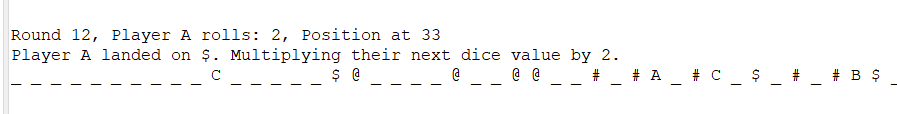 Round 12, Player A rolls: 2, Position at 33
Player A landed on $. Multiplying their next dice value by 2.
_ _ _ _ _ _ _ _ _ _ C _ _ _ _ _ $ @ _ _ _ _ @ _ _ @ @ _ _ # _ # A _ # C _ $ _ # _ # B $ _